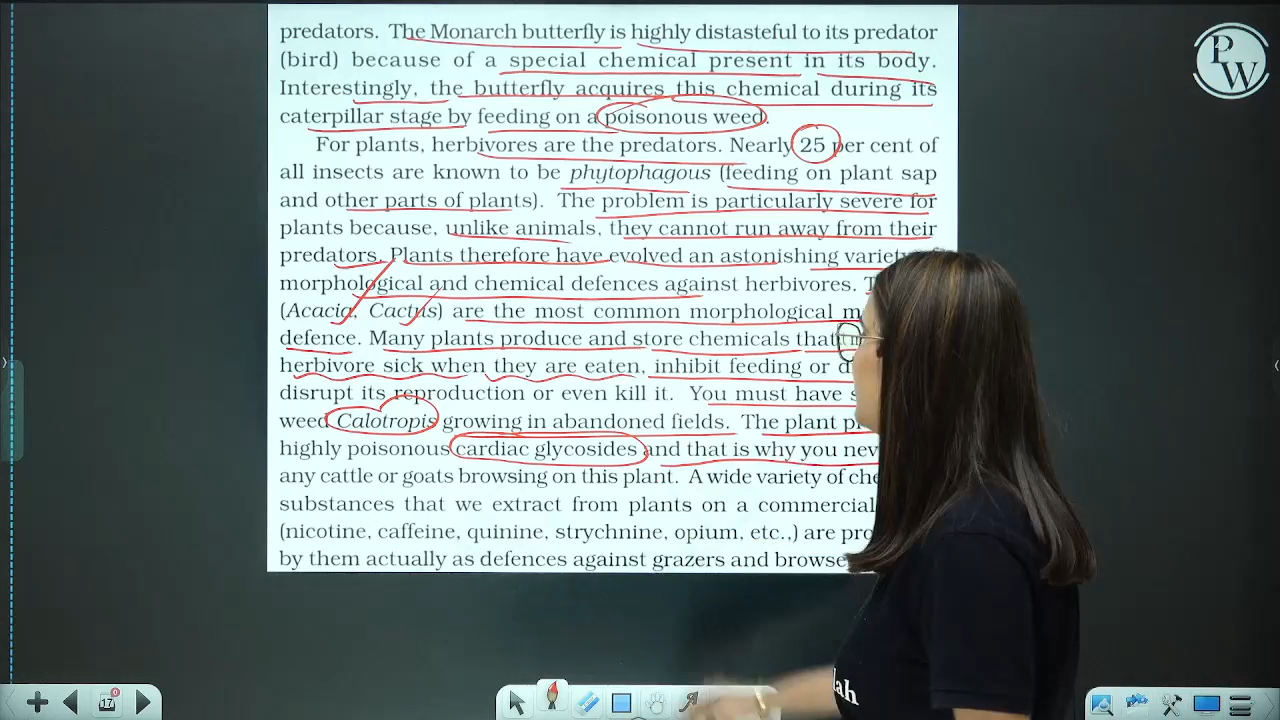 predators. The Monarch butterfly is highly distasteful to its predator
(bird) because of a special chemical present in its body.
Interestingly, the butterfly acquires this chemical during its
caterpillar stage by feeding on a poisonous weed.
For plants, herbivores are the predators. Nearly 25 per cent of
all insects are known to be phytophagous (feeding on plant sap
and other parts of plants). The problem is particularly severe for
plants because, unlike animals, they cannot run away from their
predators. Plants therefore have evolved an astonishing variety
morphological and chemical defences against herbivores.
(Acacia, Cactus) are the most common morphological
defence. Many plants produce and store chemicals that
herbivore sick when they are eaten, inhibit feeding or
disrupt its reproduction or even kill it. You must have
weed Calotropis growing in abandoned fields. The plant
highly poisonous cardiac glycosides and that is why you
any cattle or goats browsing on this plant. A wide variety of
substances that we extract from plants on a commercial
(nicotine, caffeine, quinine, strychnine, opium, etc.,) are
by them actually as defences against grazers and
PW
17
0
lah